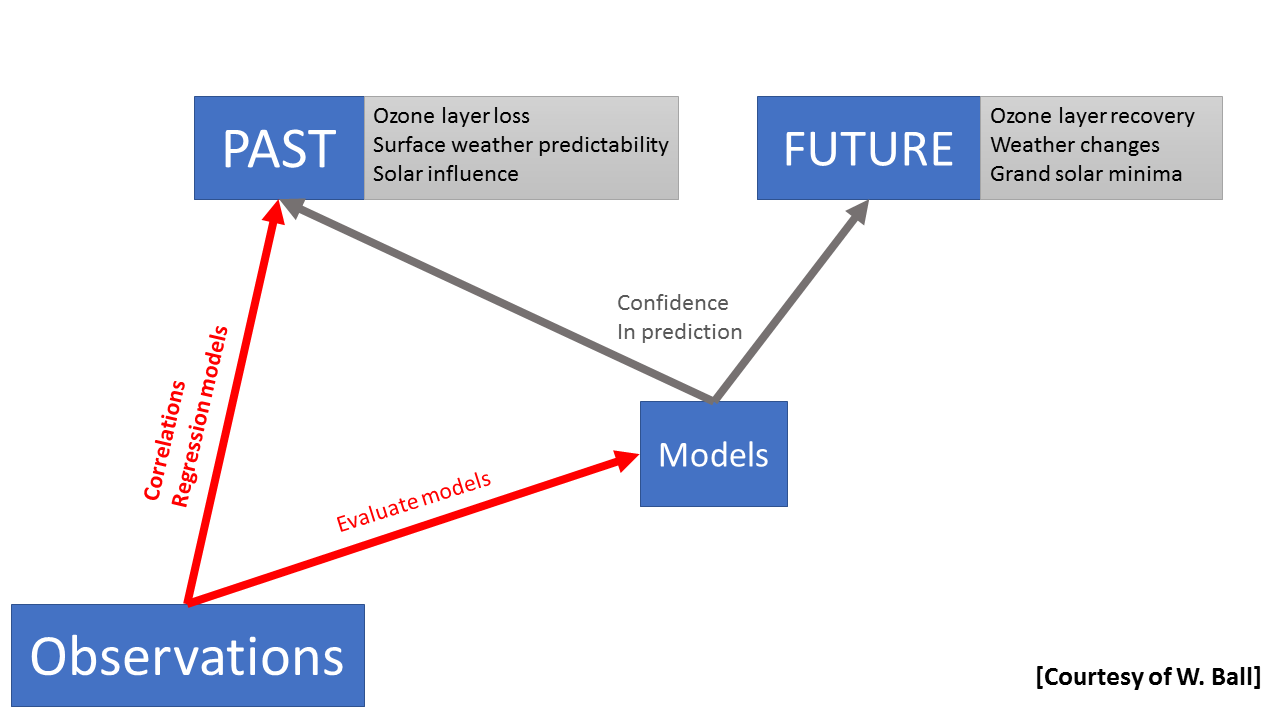 PAST
Ozone layer loss
Surface weather predictability
Solar influence
FUTURE
Ozone layer recovery
Weather changes
Grand solar minima
Confidence
In prediction
Correlations
Regression models
Models
Evaluate models
Observations
[Courtesy of W. Ball]